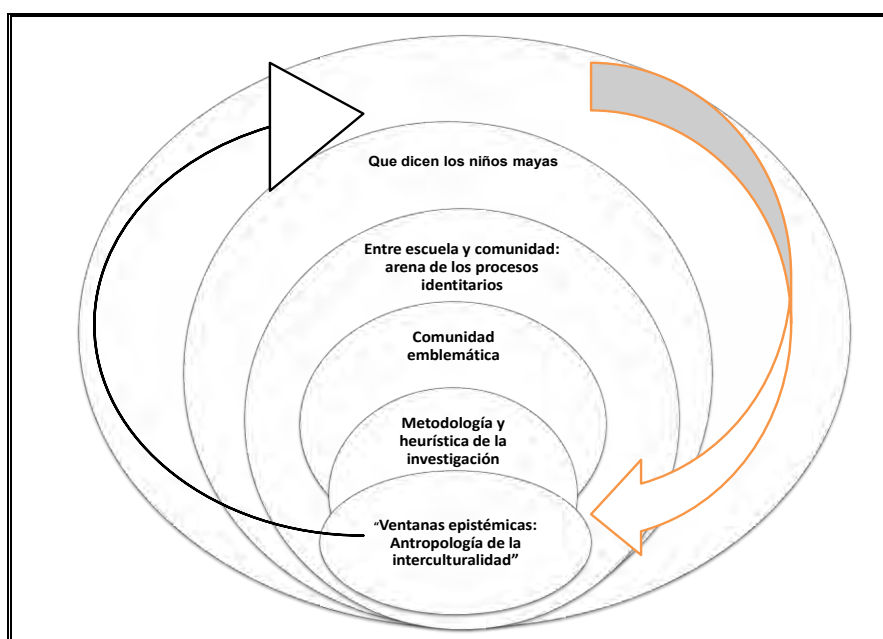 Que dicen los niños mayas
Entre escuela y comunidad:
arena de los procesos
identitarios
Comunidad
emblemática
Metodología y
heurística de la
investigación
“Ventanas epistémicas:
Antropología de la
interculturalidad”